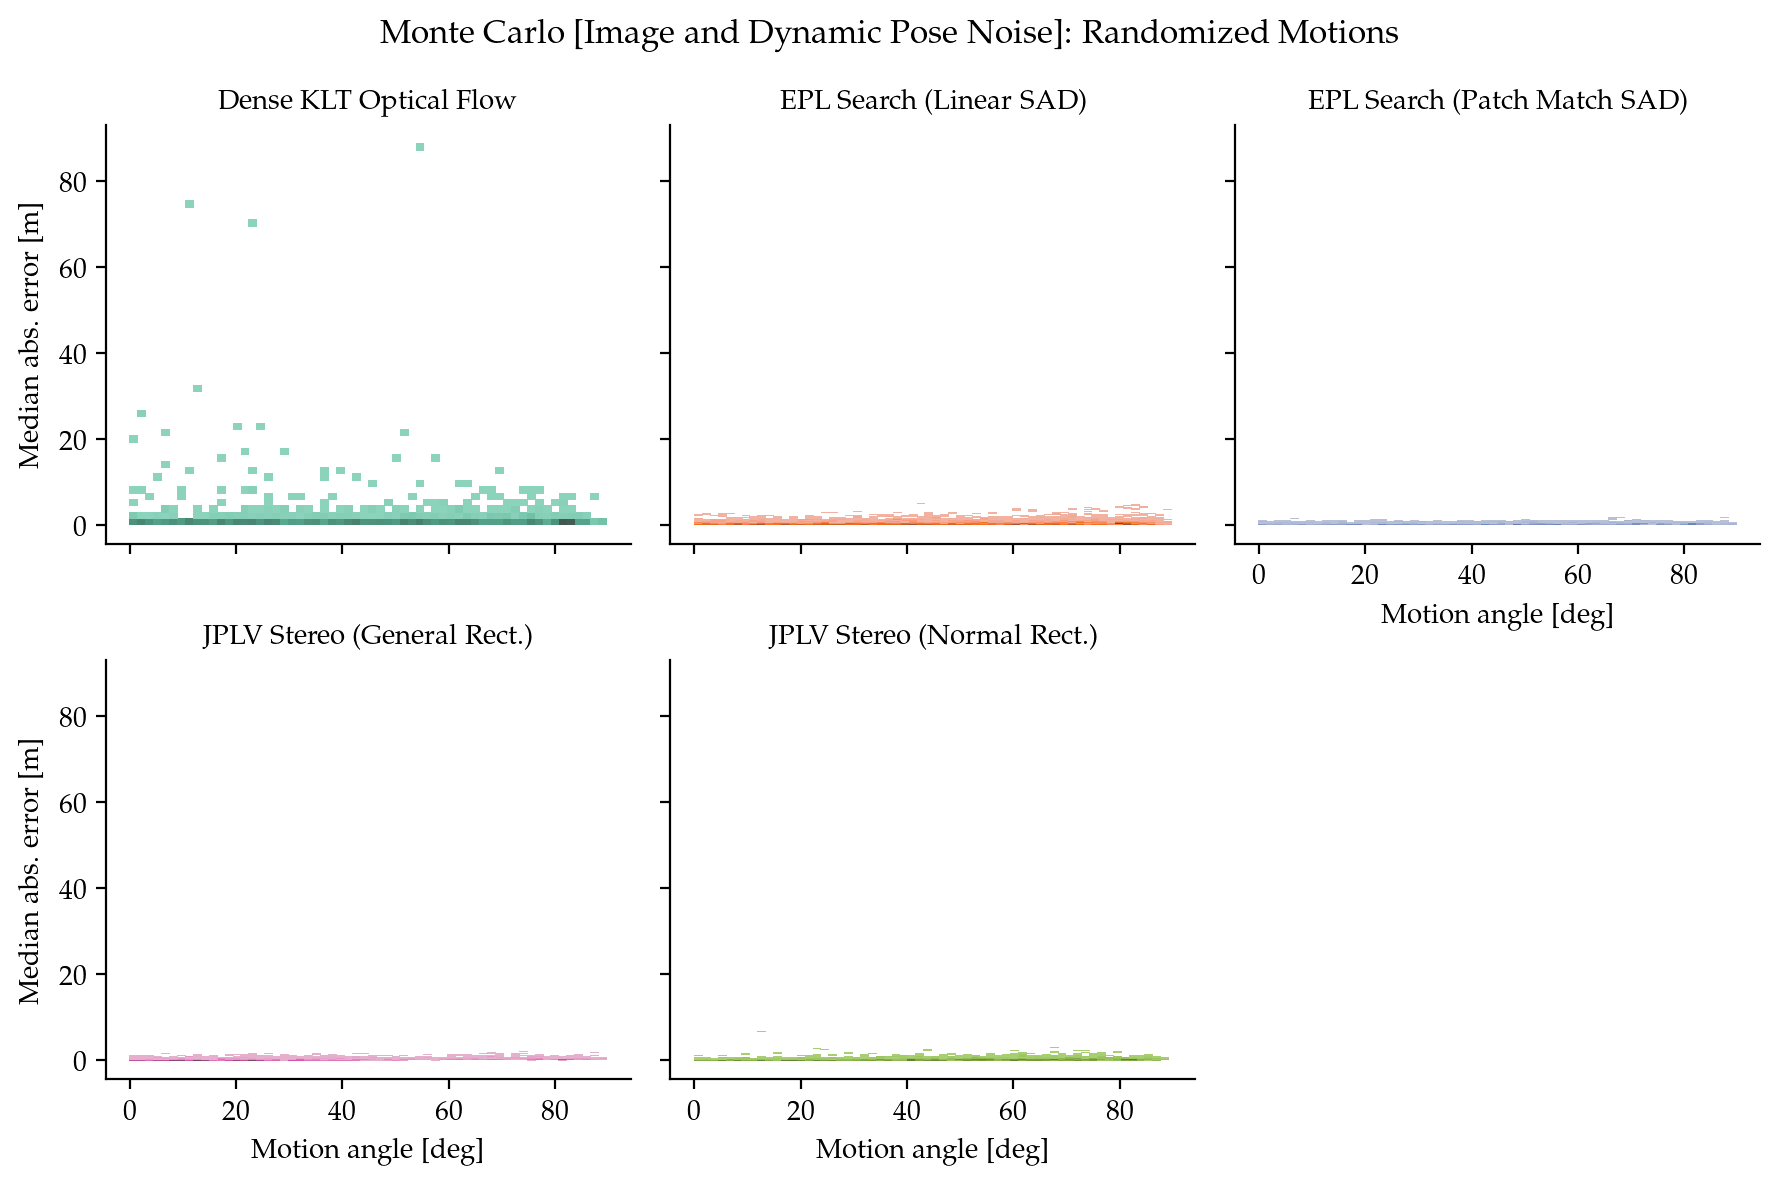 Monte Carlo [Image and Dynamic Pose Noise]: Randomized Motions
Dense KLT Optical Flow
EPL Search (Linear SAD)
EPL Search (Patch Match SAD)
Median abs. error [m]
80
60
40
20
0
0 20 40 60 80
Motion angle [deg]
JPLV Stereo (General Rect.)
JPLV Stereo (Normal Rect.)
Median abs. error [m]
80
60
40
20
0
0 20 40 60 80
Motion angle [deg]
0 20 40 60 80
Motion angle [deg]